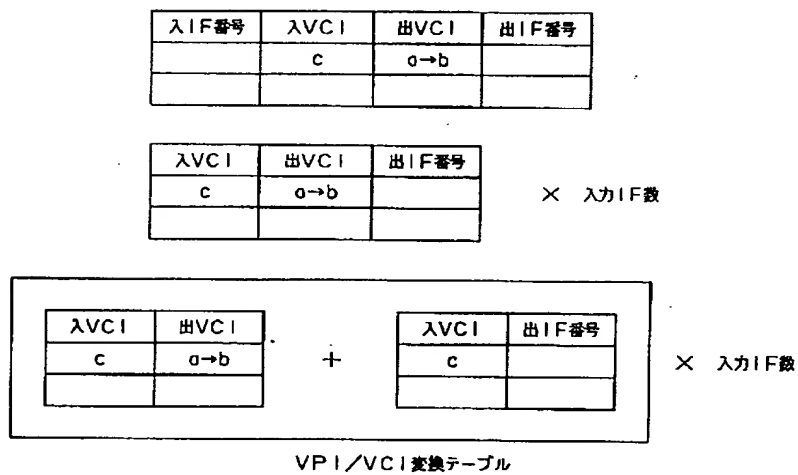 入IF番号 入VCI 出VCI 出IF番号
c a→b
入VCI 出VCI 出IF番号
c a→b
× 入力IF数
入VCI 出VCI
c a→b
+
入VCI 出IF番号
c
× 入力IF数
VPI/VCI変換テーブル